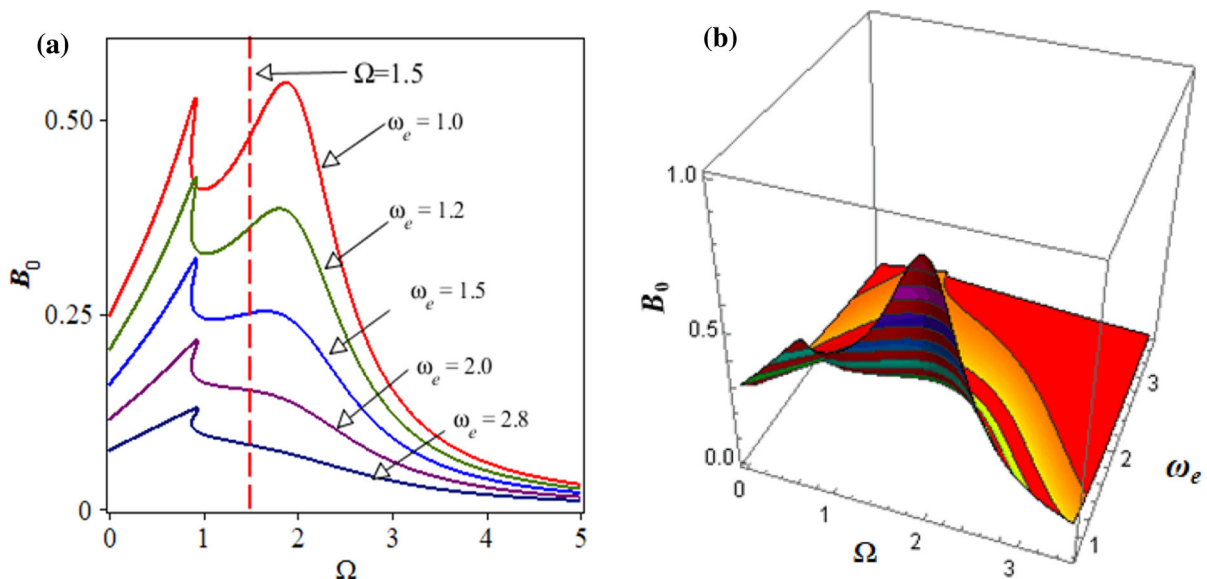 (a)
Ω=1.5
ω_e = 1.0
ω_e = 1.2
ω_e = 1.5
ω_e = 2.0
ω_e = 2.8
B_0
0.50
0.25
0
0 1 2 3 4 5
Ω
(b)
B_0
1.0
0.5
0.0
0 1 2 3
Ω
1 2 3
ω_e